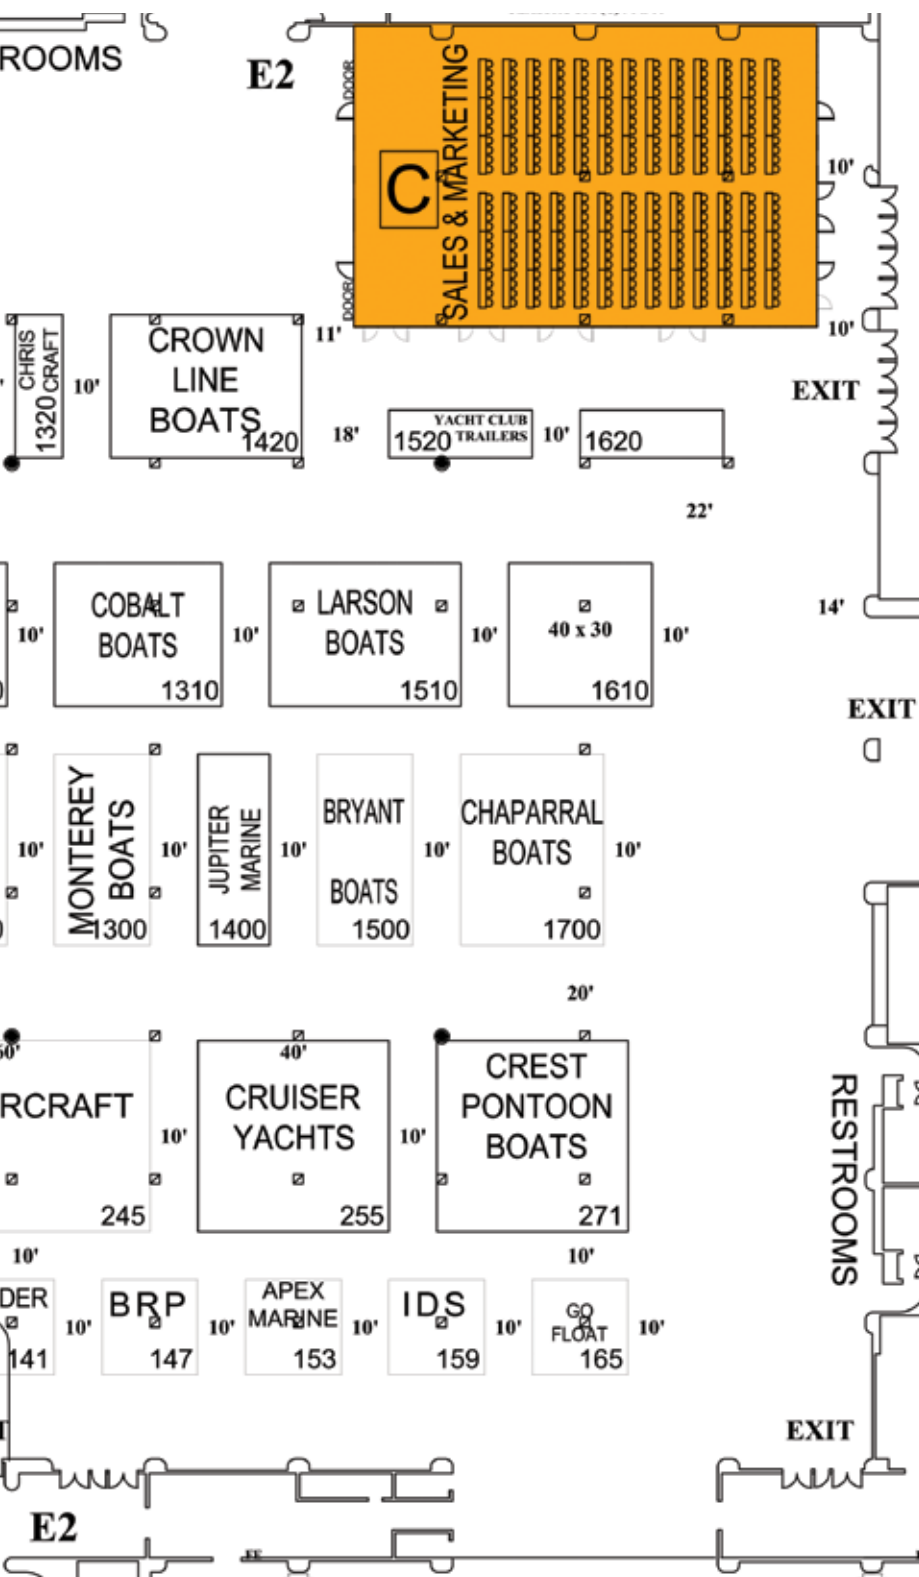 ROOMS
E2
DOOR
DOOR
C
SALES & MARKETING
10'
10'
11'
CHRIS
CRAFT
1320
10'
CROWN
LINE
BOATS
1420
18'
YACHT CLUB
TRAILERS
1520
10'
1620
EXIT
22'
10'
COBALT
BOATS
1310
10'
LARSON
BOATS
1510
10'
40 x 30
1610
10'
14'
EXIT
10'
MONTEREY
BOATS
1300
10'
JUPITER
MARINE
1400
10'
BRYANT
BOATS
1500
10'
CHAPARRAL
BOATS
1700
10'
20'
RCRAFT
245
10'
40'
CRUISER
YACHTS
255
10'
CREST
PONTOON
BOATS
271
RESTROOMS
10'
10'
DER
141
10'
BRP
147
10'
APEX
MARINE
153
10'
IDS
159
10'
GO
FLOAT
165
10'
EXIT
E2
FE